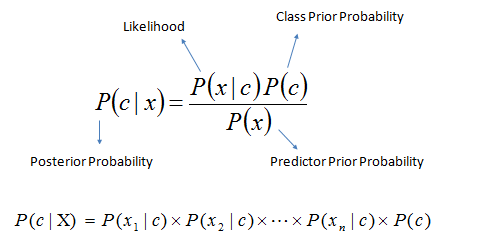 Class Prior Probability
Likelihood
P(c|x) = P(x|c)P(c) / P(x)
Posterior Probability
Predictor Prior Probability
P(c|X) = P(x₁|c)×P(x₂|c)×⋯×P(xₙ|c)×P(c)